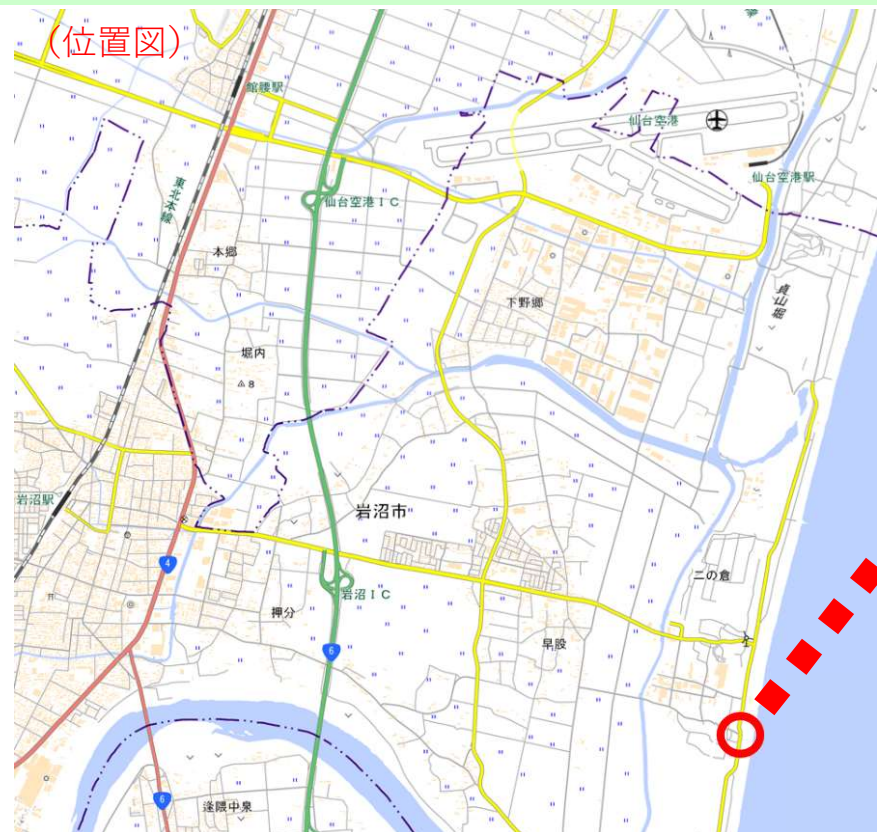 (位置図)
館腰駅
仙台空港
仙台空港駅
東北本線
仙台空港IC
本郷
貞山堀
下野郷
堀内
8
岩沼駅
岩沼市
4
二の倉
岩沼IC
押分
早股
6
6
逢隈中泉